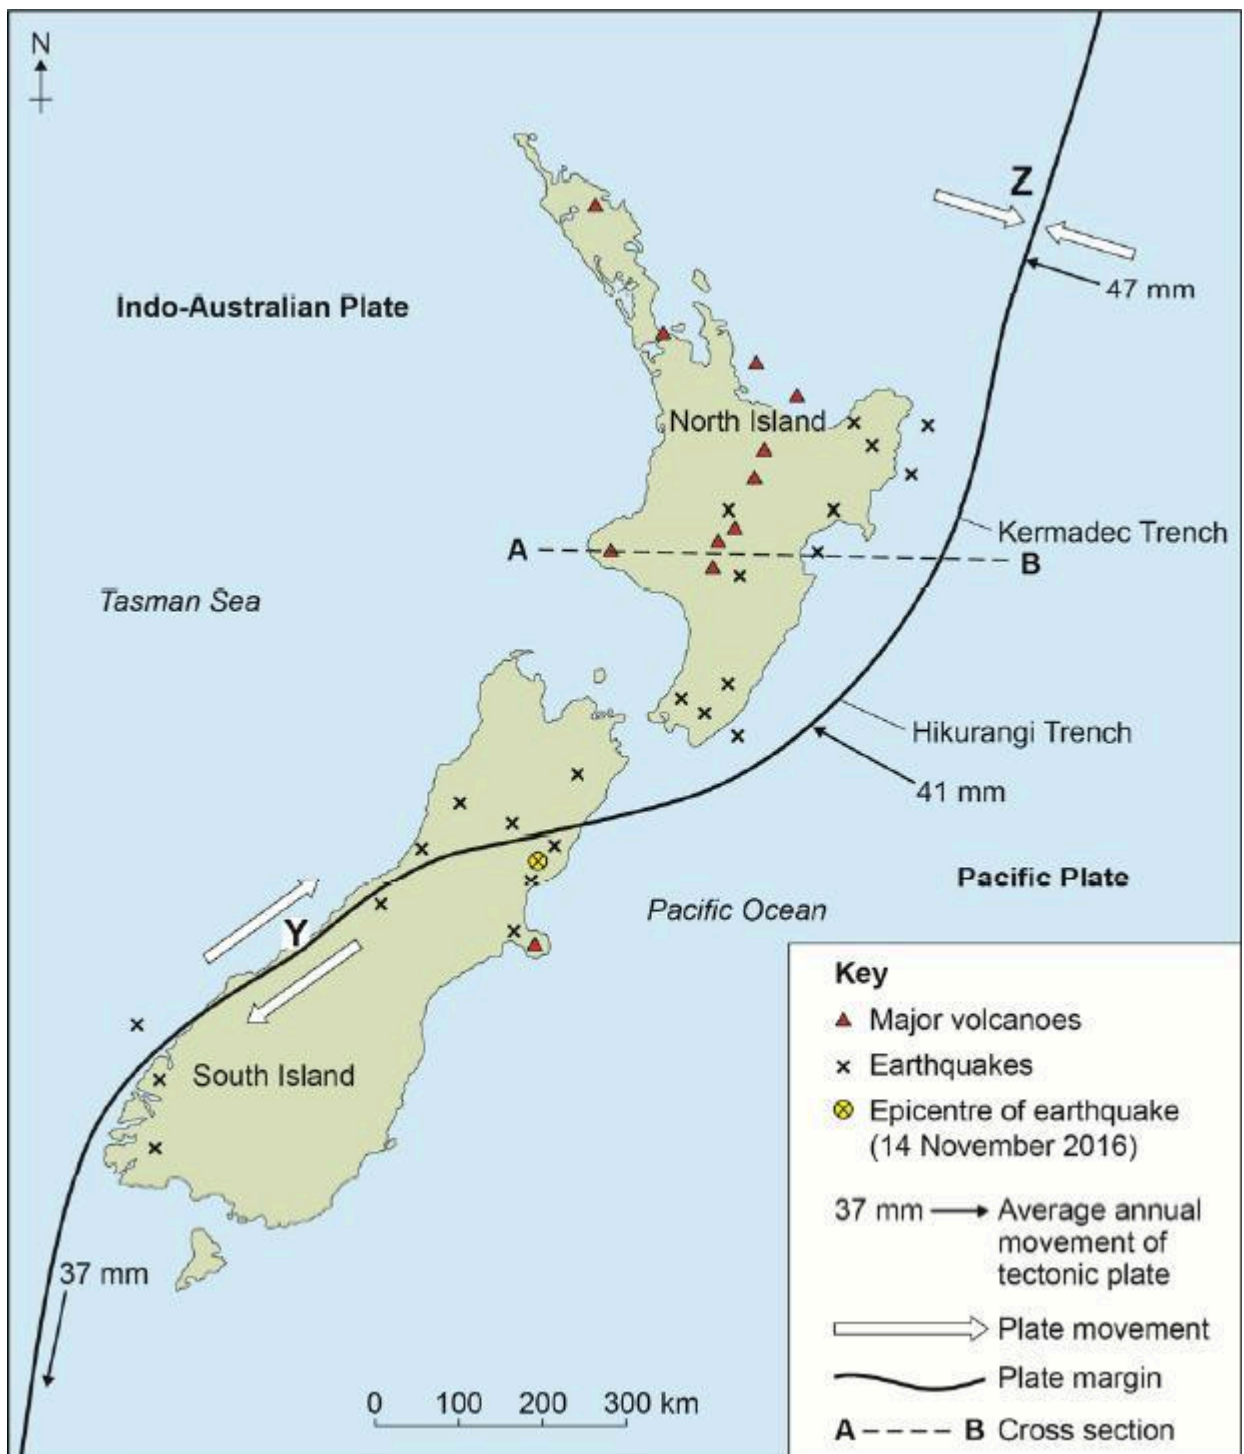 N
Z
47 mm
Indo-Australian Plate
North Island
Kermadec Trench
A
B
Tasman Sea
Hikurangi Trench
41 mm
Pacific Plate
Pacific Ocean
Y
South Island
37 mm
0 100 200 300 km
Key
Major volcanoes
Earthquakes
Epicentre of earthquake
(14 November 2016)
37 mm Average annual
movement of
tectonic plate
Plate movement
Plate margin
A B Cross section